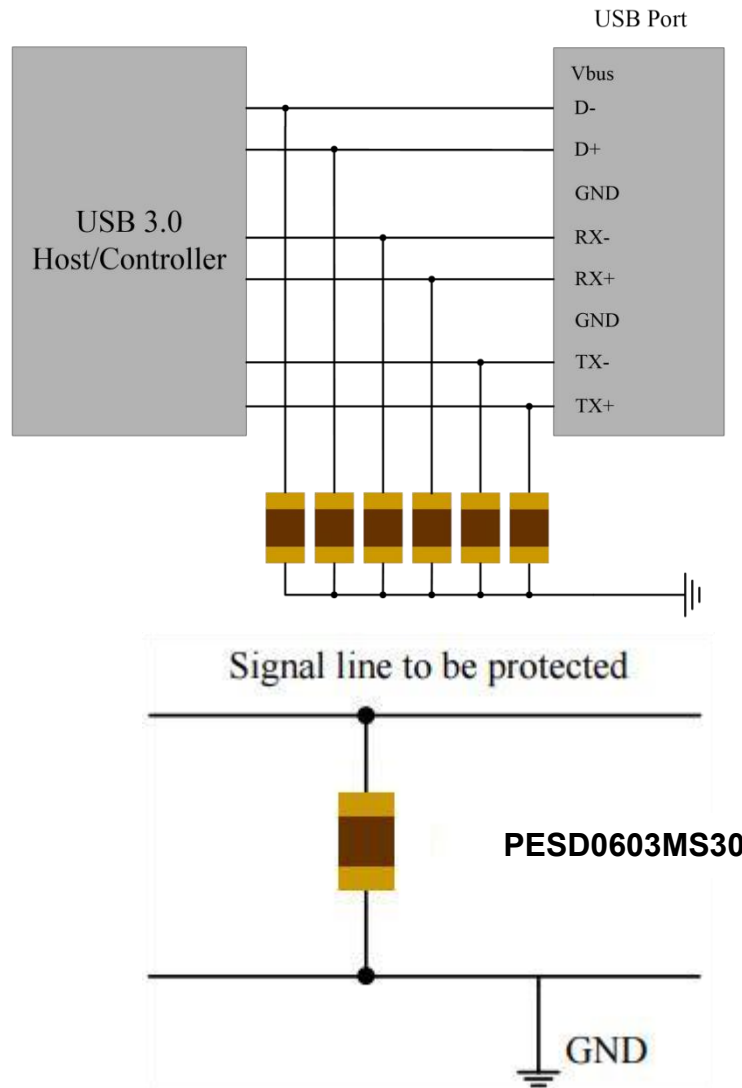 USB Port
USB 3.0
Host/Controller
Vbus
D-
D+
GND
RX-
RX+
GND
TX-
TX+
Signal line to be protected
PESD0603MS30
GND